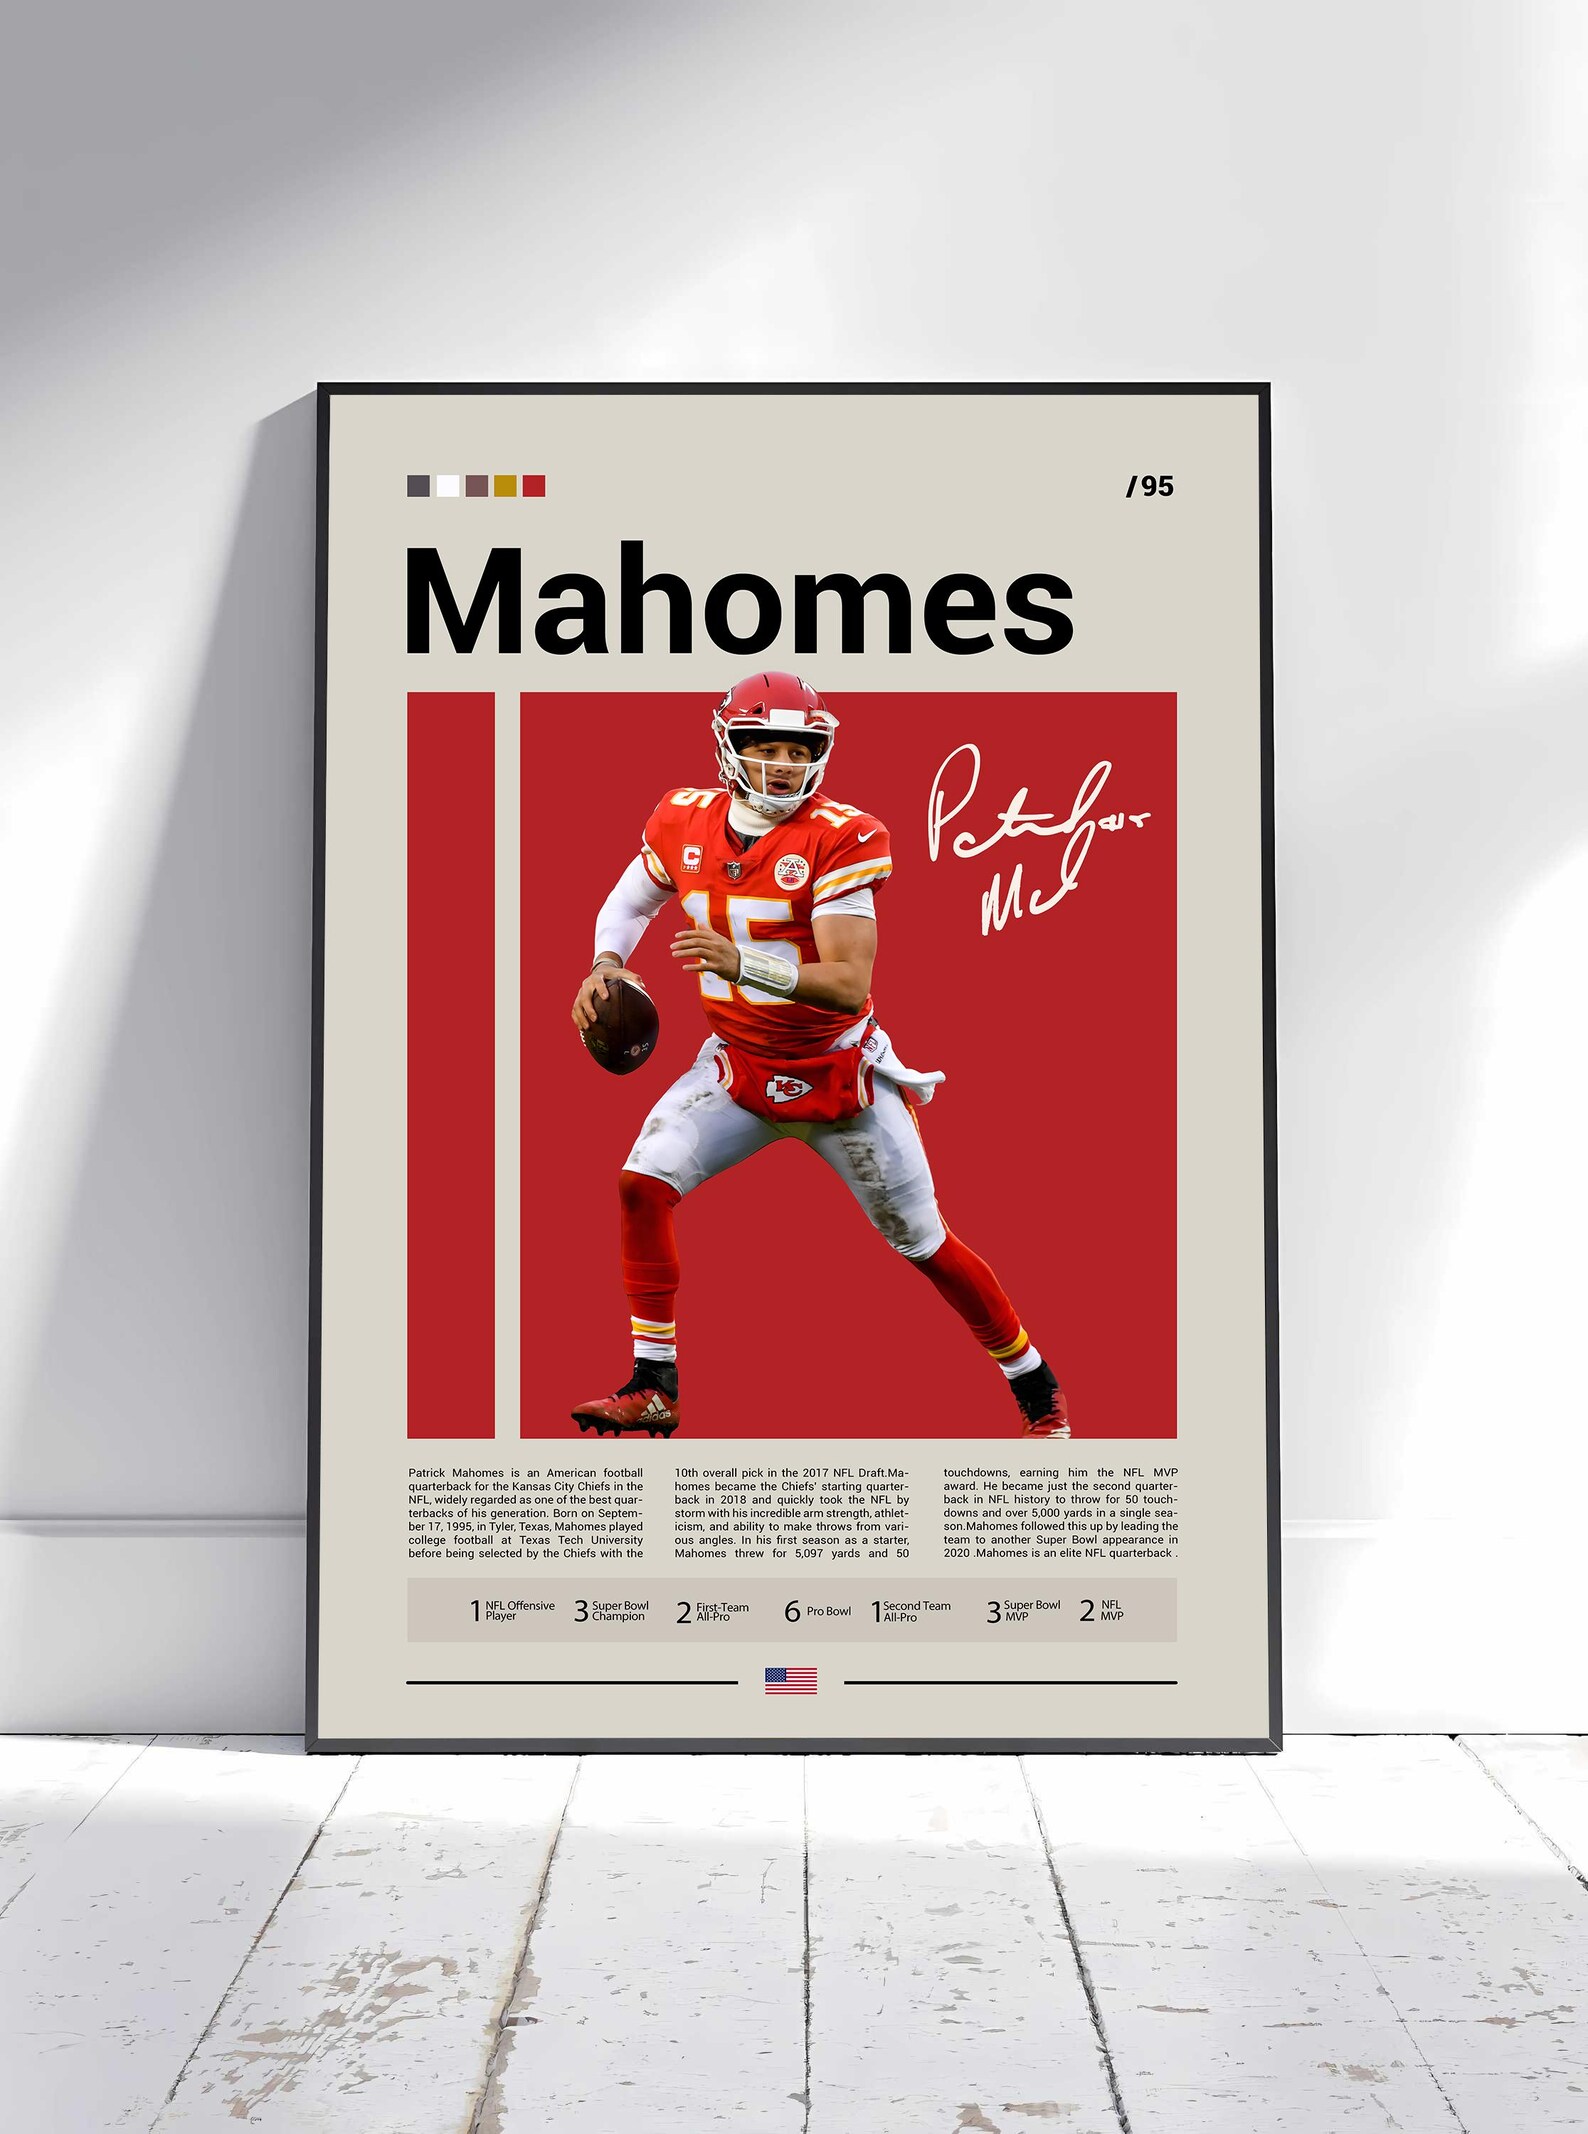 /95
Mahomes
Patrick
15
15
C
15
KC
adidas
Patrick Mahomes is an American football
quarterback for the Kansas City Chiefs in the
NFL, widely regarded as one of the best quar-
terbacks of his generation. Born on Septem-
ber 17, 1995, in Tyler, Texas, Mahomes played
college football at Texas Tech University
before being selected by the Chiefs with the
10th overall pick in the 2017 NFL Draft.Ma-
homes became the Chiefs' starting quarter-
back in 2018 and quickly took the NFL by
storm with his incredible arm strength, athlet-
icism, and ability to make throws from vari-
ous angles. In his first season as a starter,
Mahomes threw for 5,097 yards and 50
touchdowns, earning him the NFL MVP
award. He became just the second quarter-
back in NFL history to throw for 50 touch-
downs and over 5,000 yards in a single sea-
son.Mahomes followed this up by leading the
team to another Super Bowl appearance in
2020 .Mahomes is an elite NFL quarterback .
1 NFL Offensive
Player
3 Super Bowl
Champion
2 First-Team
All-Pro
6 Pro Bowl
1 Second Team
All-Pro
3 Super Bowl
MVP
2 NFL
MVP